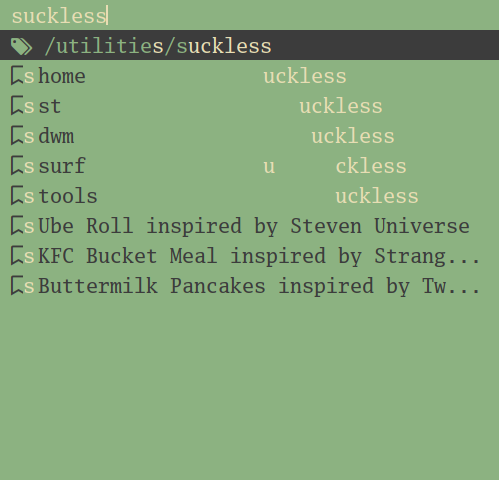 suckless
/utilities/suckless
s home uckless
s st uckless
s dwm uckless
s surf u ckless
s tools uckless
s Ube Roll inspired by Steven Universe
s KFC Bucket Meal inspired by Strang...
s Buttermilk Pancakes inspired by Tw...